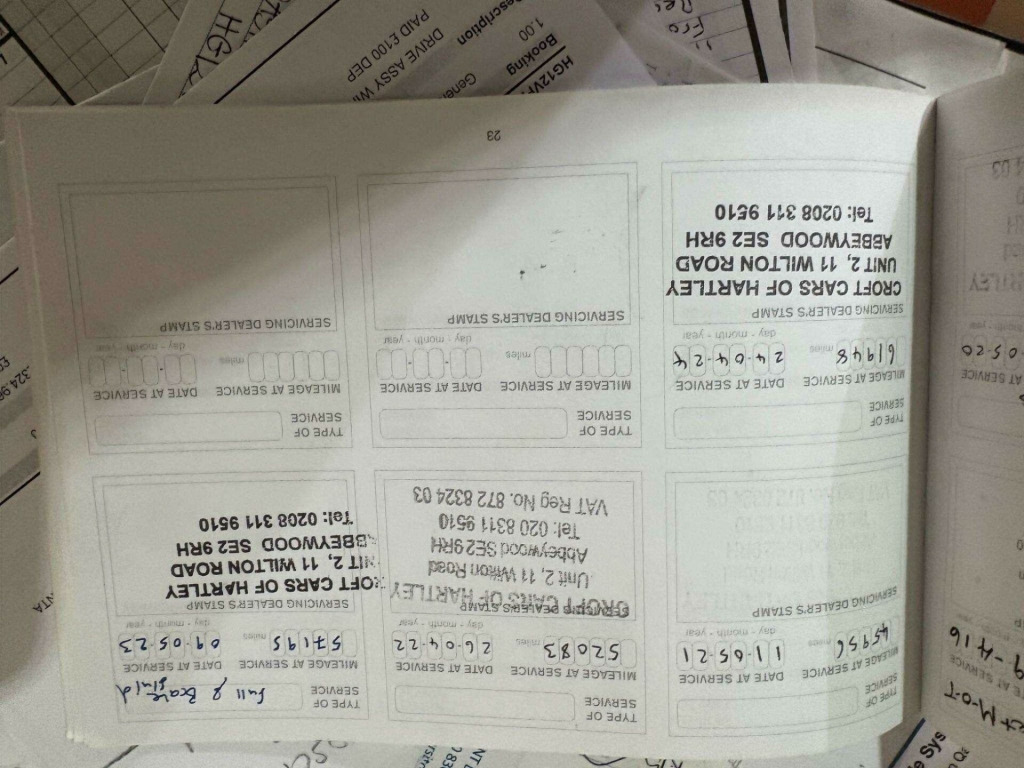 TYPE OF
SERVICE
MILEAGE AT SERVICE
DATE AT SERVICE
45956 miles
11-05-21
day - month - year
SERVICING DEALER'S STAMP
TYPE OF
SERVICE
MILEAGE AT SERVICE
DATE AT SERVICE
52083 miles
26-04-22
day - month - year
SERVICING DEALER'S STAMP
CROFT CARS OF HARTLEY
Unit 2, 11 Wilton Road
Abbeywood SE2 9RH
Tel: 020 8311 9510
VAT Reg No. 872 8324 03
TYPE OF
SERVICE
Full & Brake
fluid
MILEAGE AT SERVICE
DATE AT SERVICE
57195 miles
09-05-23
day - month - year
SERVICING DEALER'S STAMP
CROFT CARS OF HARTLEY
UNIT 2, 11 WILTON ROAD
ABBEYWOOD SE2 9RH
Tel: 0208 311 9510
TYPE OF
SERVICE
MILEAGE AT SERVICE
DATE AT SERVICE
61948 miles
24-04-24
day - month - year
SERVICING DEALER'S STAMP
CROFT CARS OF HARTLEY
UNIT 2, 11 WILTON ROAD
ABBEYWOOD SE2 9RH
Tel: 0208 311 9510
TYPE OF
SERVICE
MILEAGE AT SERVICE
DATE AT SERVICE
miles
day - month - year
SERVICING DEALER'S STAMP
TYPE OF
SERVICE
MILEAGE AT SERVICE
DATE AT SERVICE
miles
day - month - year
SERVICING DEALER'S STAMP
23
HG12V
Booking
1.00
Description
DRIVE ASSY
PAID £100 DEP